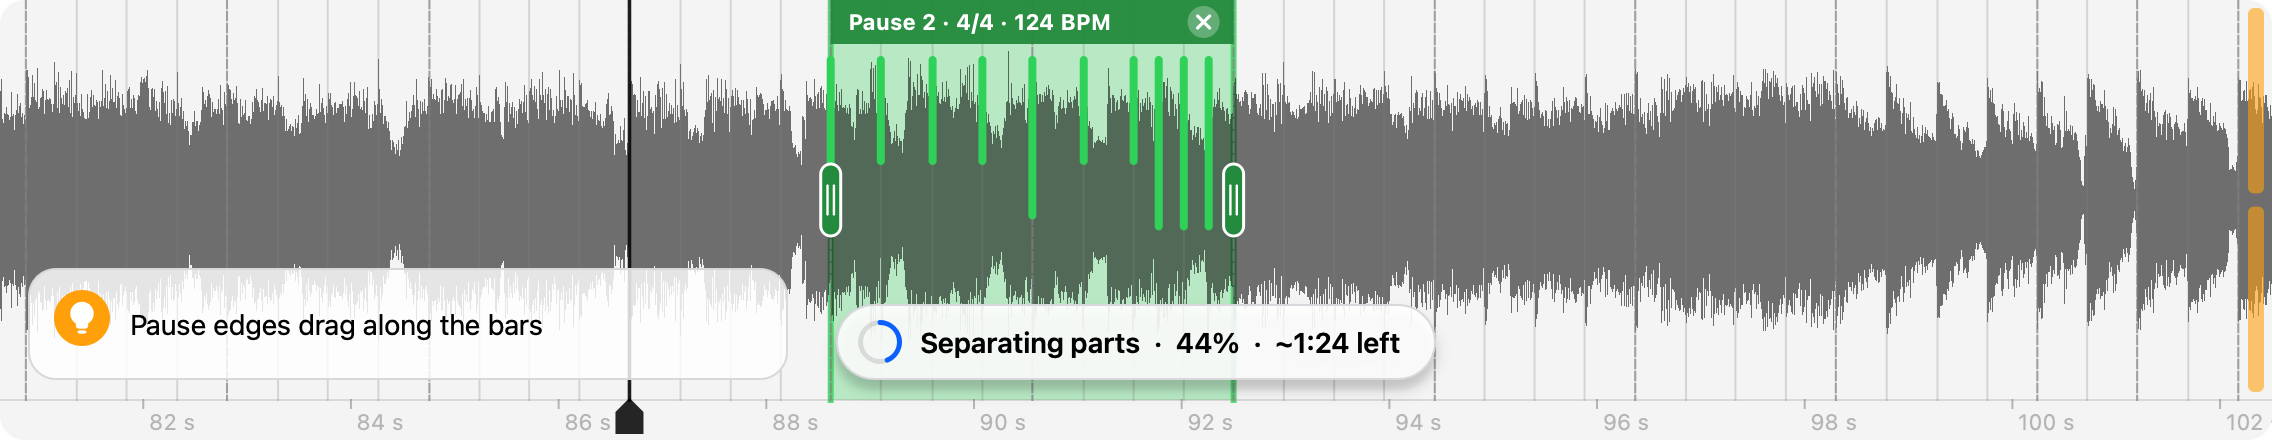 Pause 2 · 4/4 · 124 BPM
Pause edges drag along the bars
Separating parts · 44% · ~1:24 left
82 s 84 s 86 s 88 s 90 s 92 s 94 s 96 s 98 s 100 s 102